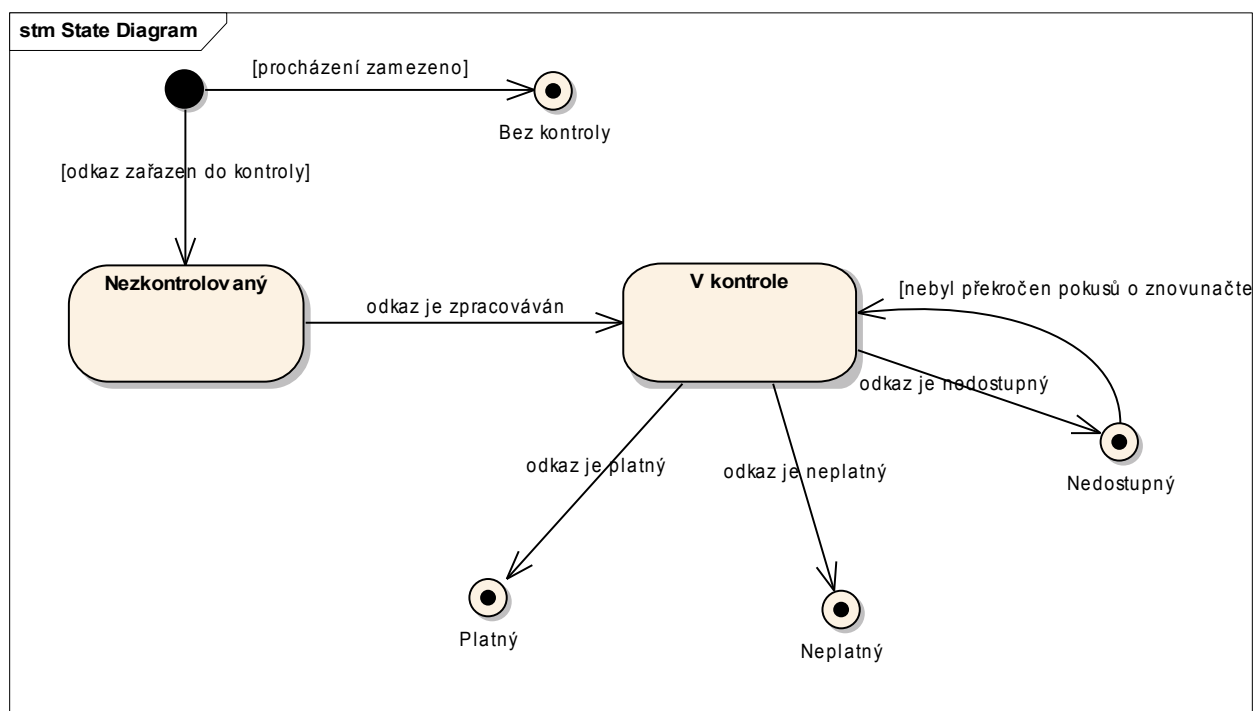 stm State Diagram
[procházení zamezeno]
Bez kontroly
[odkaz zařazen do kontroly]
Nezkontrolovaný
V kontrole
[nebyl překročen pokusů o znovunačte
odkaz je zpracováván
odkaz je nedostupný
odkaz je platný
odkaz je neplatný
Nedostupný
Platný
Neplatný